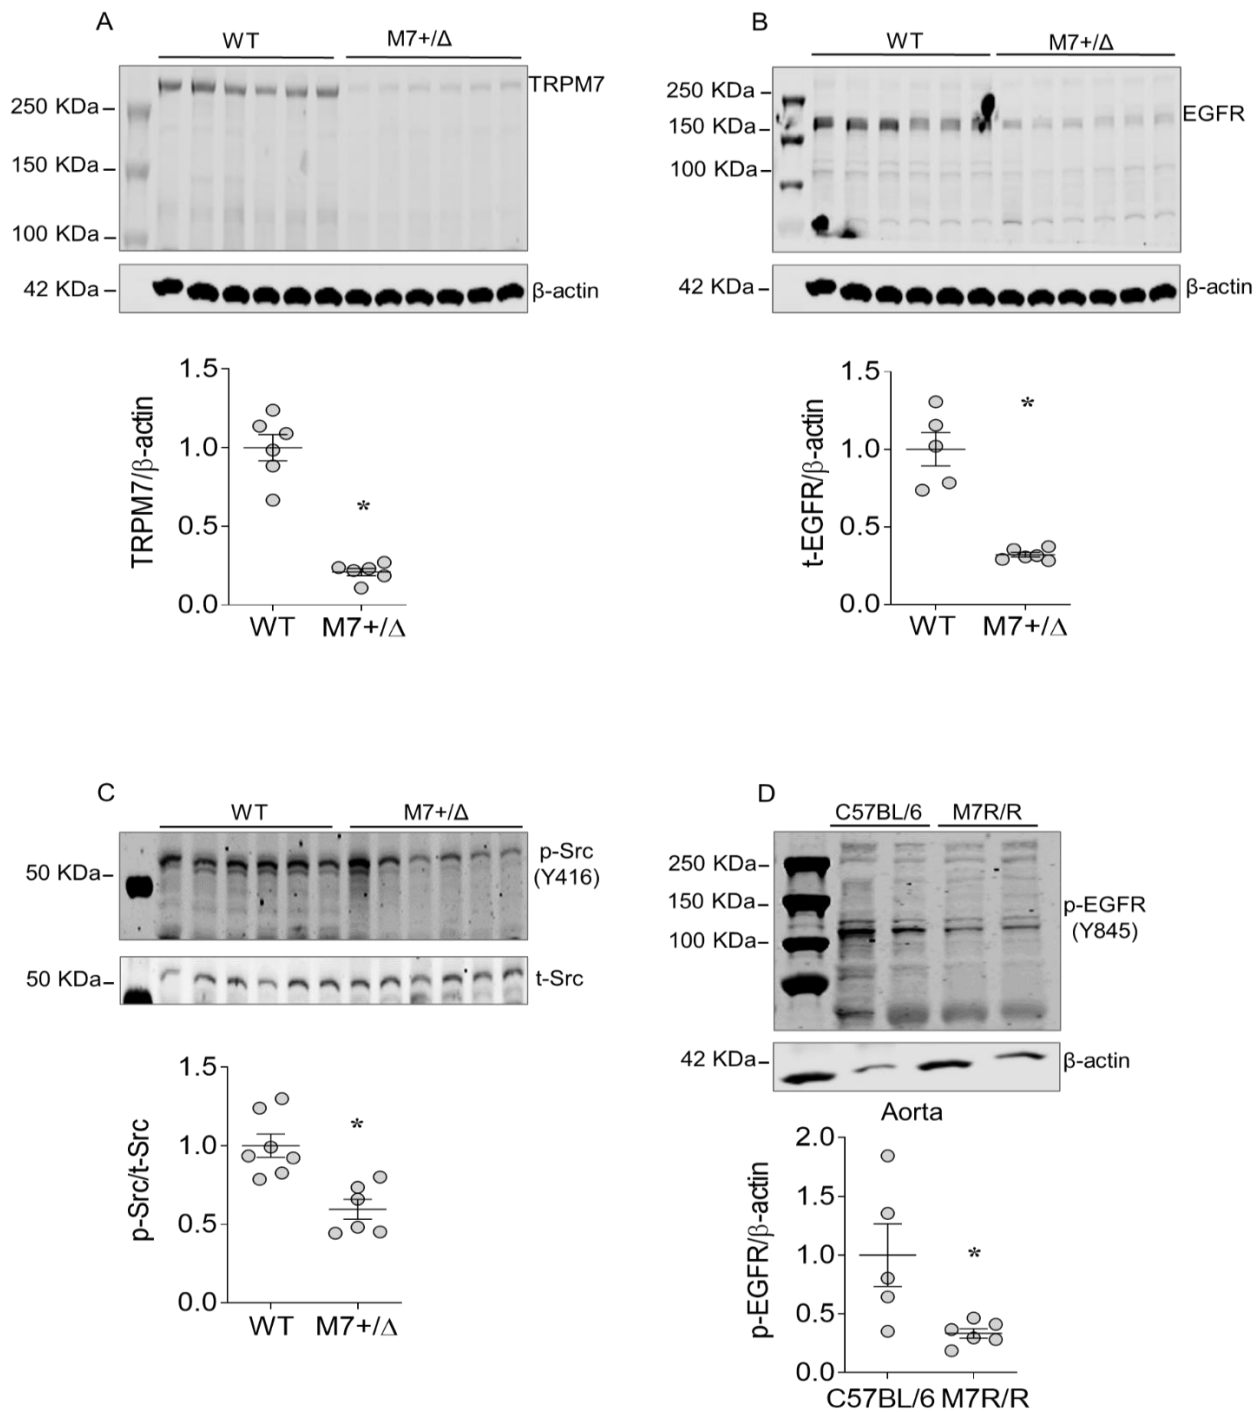 A
WT M7+/Δ
TRPM7
250 KDa
150 KDa
100 KDa
42 KDa
β-actin
1.5
1.0
0.5
0.0
TRPM7/β-actin
*
WT M7+/Δ
B
WT M7+/Δ
250 KDa
EGFR
150 KDa
100 KDa
42 KDa
β-actin
1.5
1.0
0.5
0.0
t-EGFR/β-actin
*
WT M7+/Δ
C
WT M7+/Δ
p-Src
(Y416)
50 KDa
50 KDa
t-Src
1.5
1.0
0.5
0.0
p-Src/t-Src
*
WT M7+/Δ
D
C57BL/6 M7R/R
250 KDa
150 KDa
p-EGFR
(Y845)
100 KDa
42 KDa
β-actin
Aorta
2.0
1.5
1.0
0.5
0.0
p-EGFR/β-actin
*
C57BL/6 M7R/R